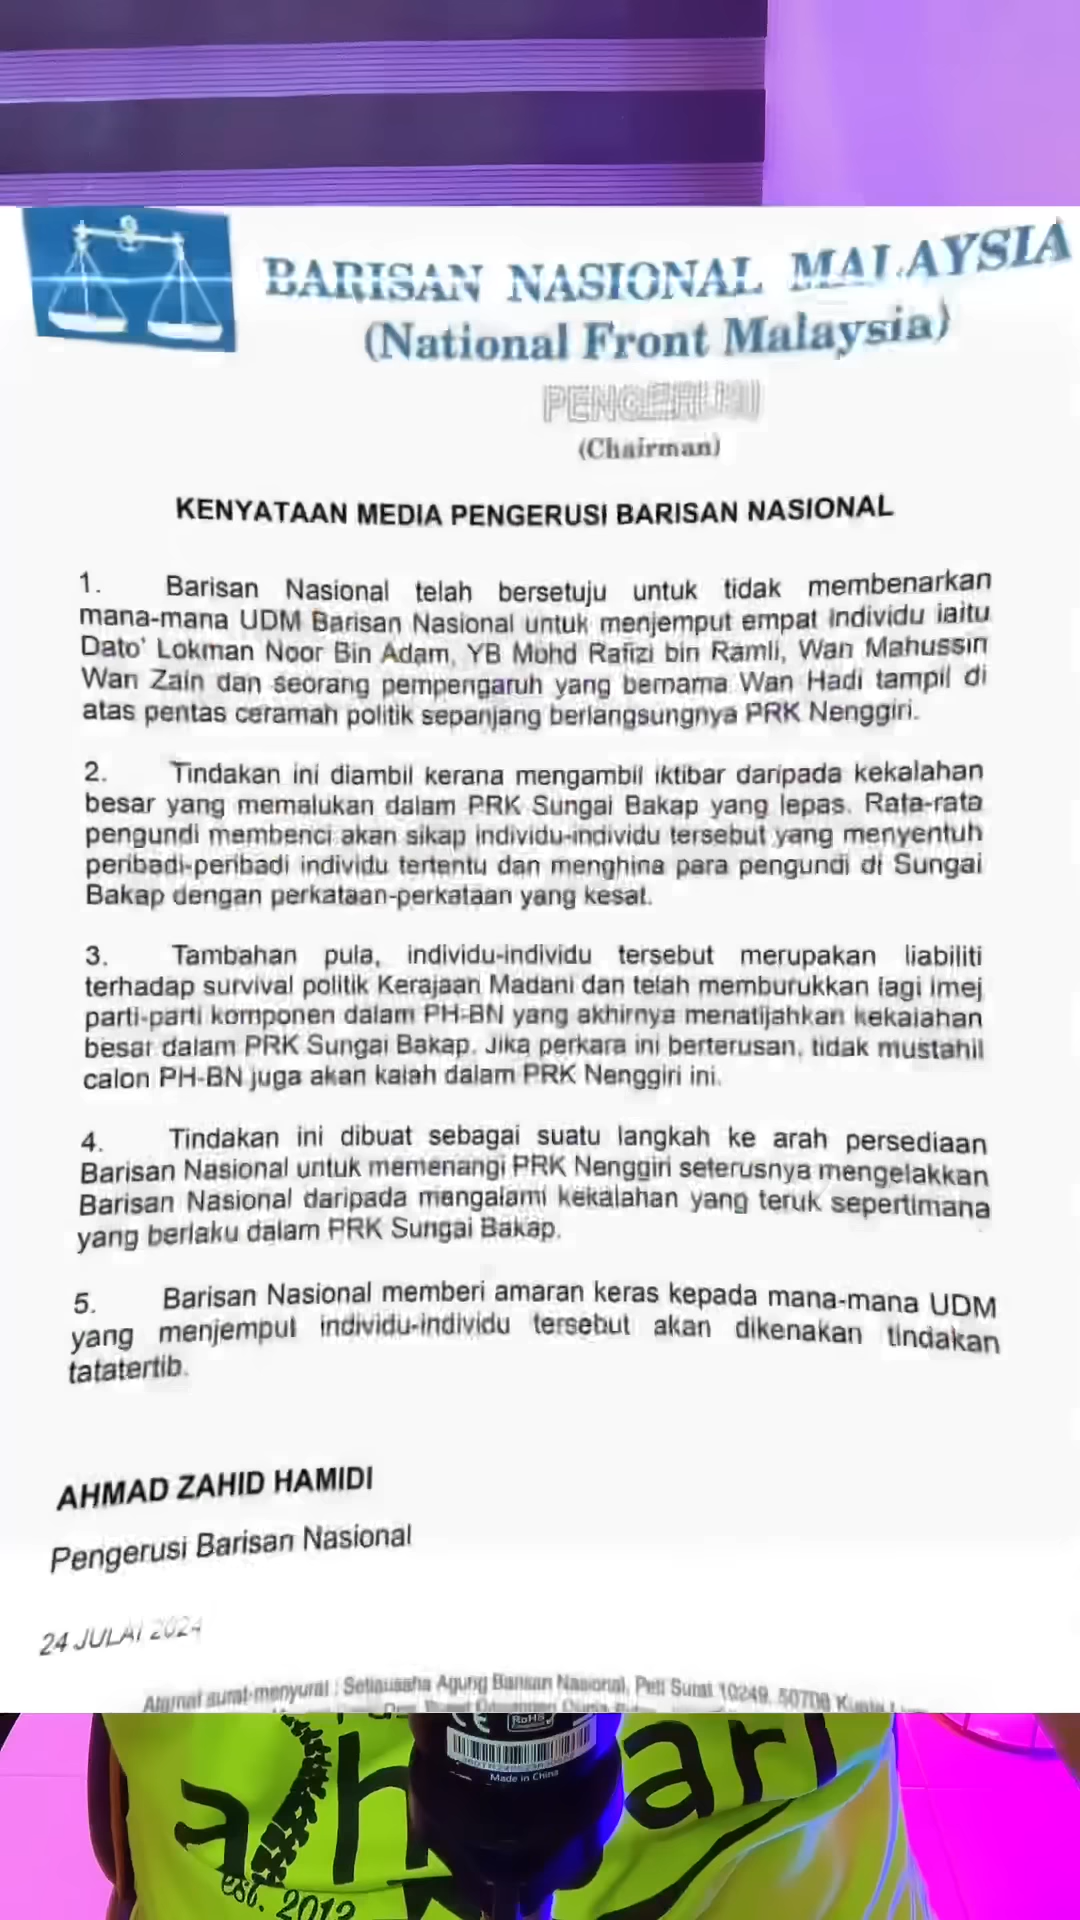 BARISAN NASIONAL MALAYSIA
(National Front Malaysia)
PENGERUSI
(Chairman)
KENYATAAN MEDIA PENGERUSI BARISAN NASIONAL
1. Barisan Nasional telah bersetuju untuk tidak membenarkan
mana-mana UDM Barisan Nasional untuk menjemput empat individu iaitu
Dato' Lokman Noor Bin Adam, YB Mohd Rafizi bin Ramli, Wan Mahussin
Wan Zain dan seorang pempengaruh yang bernama Wan Hadi tampil di
atas pentas ceramah politik sepanjang berlangsungnya PRK Nenggiri.
2. Tindakan ini diambil kerana mengambil iktibar daripada kekalahan
besar yang memalukan dalam PRK Sungai Bakap yang lepas. Rata-rata
pengundi membenci akan sikap individu-individu tersebut yang menyentuh
peribadi-peribadi individu tertentu dan menghina para pengundi di Sungai
Bakap dengan perkataan-perkataan yang kesat.
3. Tambahan pula, individu-individu tersebut merupakan liabiliti
terhadap survival politik Kerajaan Madani dan telah memburukkan lagi imej
parti-parti komponen dalam PH-BN yang akhirnya menatijahkan kekalahan
besar dalam PRK Sungai Bakap. Jika perkara ini berterusan, tidak mustahil
calon PH-BN juga akan kalah dalam PRK Nenggiri ini.
4. Tindakan ini dibuat sebagai suatu langkah ke arah persediaan
Barisan Nasional untuk memenangi PRK Nenggiri seterusnya mengelakkan
Barisan Nasional daripada mengalami kekalahan yang teruk sepertimana
yang berlaku dalam PRK Sungai Bakap.
5. Barisan Nasional memberi amaran keras kepada mana-mana UDM
yang menjemput individu-individu tersebut akan dikenakan tindakan
tatatertib.
AHMAD ZAHID HAMIDI
Pengerusi Barisan Nasional
24 JULAI 2024
Alamat surat-menyurat : Setiausaha Agung Barisan Nasional, Peti Surat 10249, 50708
RoHS
Made in China
est. 2012